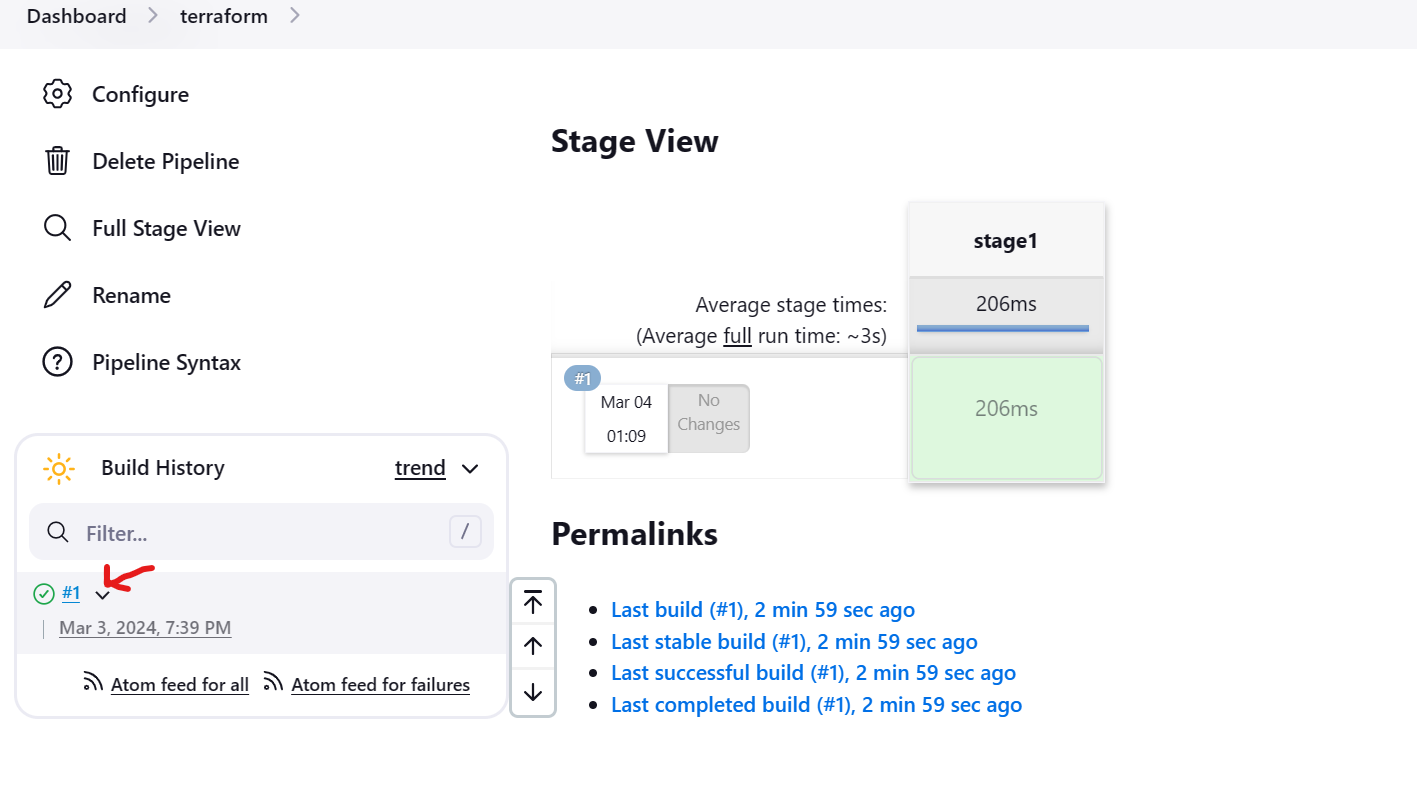 Dashboard > terraform >
Configure
Delete Pipeline
Full Stage View
Rename
Pipeline Syntax
Build History trend
Filter... /
#1
Mar 3, 2024, 7:39 PM
Atom feed for all Atom feed for failures
Stage View
stage1
Average stage times: 206ms
(Average full run time: ~3s)
#1
Mar 04 No
01:09 Changes
206ms
Permalinks
Last build (#1), 2 min 59 sec ago
Last stable build (#1), 2 min 59 sec ago
Last successful build (#1), 2 min 59 sec ago
Last completed build (#1), 2 min 59 sec ago